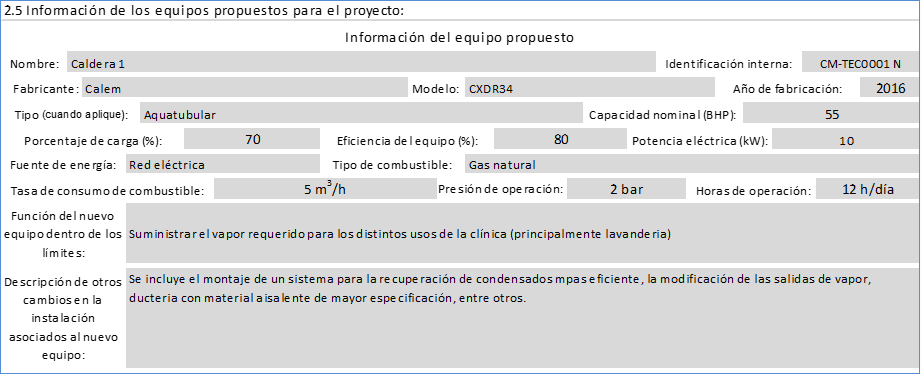 2.5 Información de los equipos propuestos para el proyecto:
Información del equipo propuesto
Nombre: Caldera 1 Identificación interna: CM-TEC0001 N
Fabricante: Calem Modelo: CXDR34 Año de fabricación: 2016
Tipo (cuando aplique): Aquatubular Capacidad nominal (BHP): 55
Porcentaje de carga (%): 70 Eficiencia del equipo (%): 80 Potencia eléctrica (kW): 10
Fuente de energía: Red eléctrica Tipo de combustible: Gas natural
Tasa de consumo de combustible: 5 m³/h Presión de operación: 2 bar Horas de operación: 12 h/día
Función del nuevo
equipo dentro de los
límites:
Suministrar el vapor requerido para los distintos usos de la clínica (principalmente lavanderia)
Descripción de otros
cambios en la
instalación
asociados al nuevo
equipo:
Se incluye el montaje de un sistema para la recuperación de condensados mpas eficiente, la modificación de las salidas de vapor,
ducteria con material aisalente de mayor especificación, entre otros.